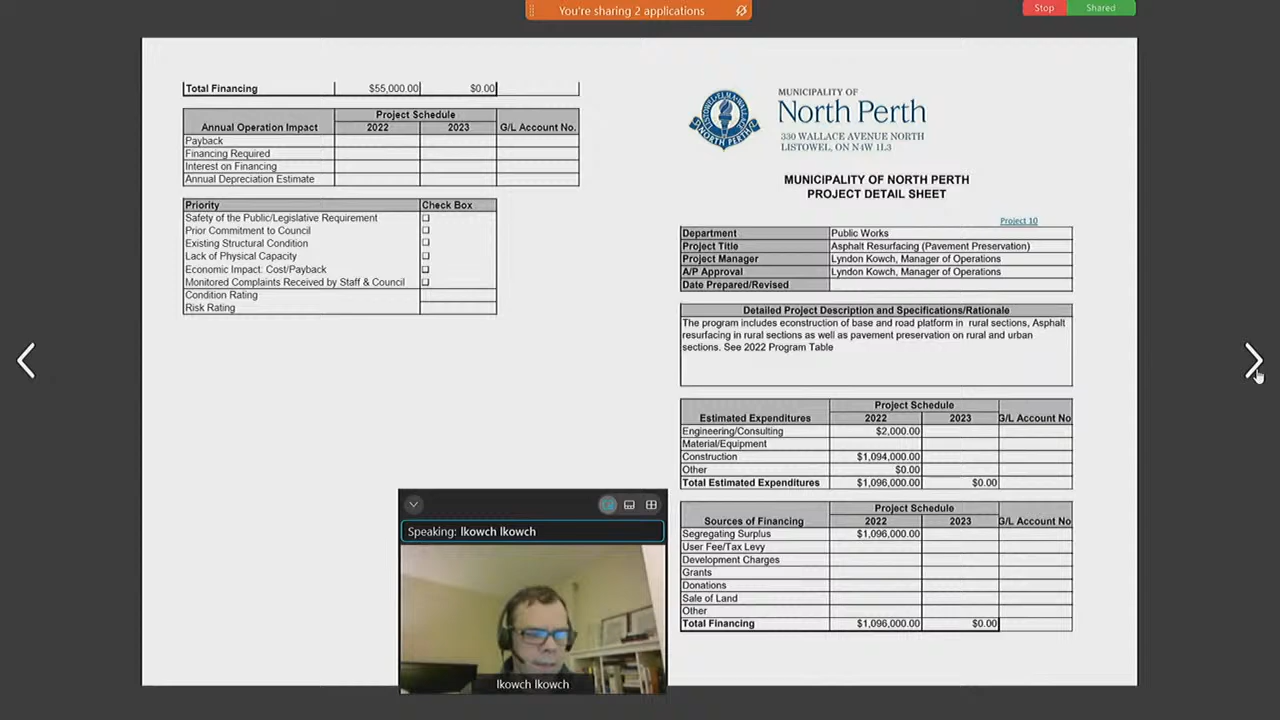 You're sharing 2 applications
Stop
Shared
Total Financing $55,000.00 $0.00
Project Schedule
Annual Operation Impact 2022 2023 G/L Account No.
Payback
Financing Required
Interest on Financing
Annual Depreciation Estimate
Priority Check Box
Safety of the Public/Legislative Requirement
Prior Commitment to Council
Existing Structural Condition
Lack of Physical Capacity
Economic Impact: Cost/Payback
Monitored Complaints Received by Staff & Council
Condition Rating
Risk Rating
LISTOWEL ELMA WALLACE
NORTH PERTH
MUNICIPALITY OF
North Perth
330 WALLACE AVENUE NORTH
LISTOWEL, ON N4W 1L3
MUNICIPALITY OF NORTH PERTH
PROJECT DETAIL SHEET
Project 10
Department Public Works
Project Title Asphalt Resurfacing (Pavement Preservation)
Project Manager Lyndon Kowch, Manager of Operations
A/P Approval Lyndon Kowch, Manager of Operations
Date Prepared/Revised
Detailed Project Description and Specifications/Rationale
The program includes econstruction of base and road platform in rural sections, Asphalt
resurfacing in rural sections as well as pavement preservation on rural and urban
sections. See 2022 Program Table
Project Schedule
Estimated Expenditures 2022 2023 G/L Account No
Engineering/Consulting $2,000.00
Material/Equipment
Construction $1,094,000.00
Other $0.00
Total Estimated Expenditures $1,096,000.00 $0.00
Project Schedule
Sources of Financing 2022 2023 G/L Account No
Segregating Surplus $1,096,000.00
User Fee/Tax Levy
Development Charges
Grants
Donations
Sale of Land
Other
Total Financing $1,096,000.00 $0.00
Speaking: lkowch lkowch
lkowch lkowch